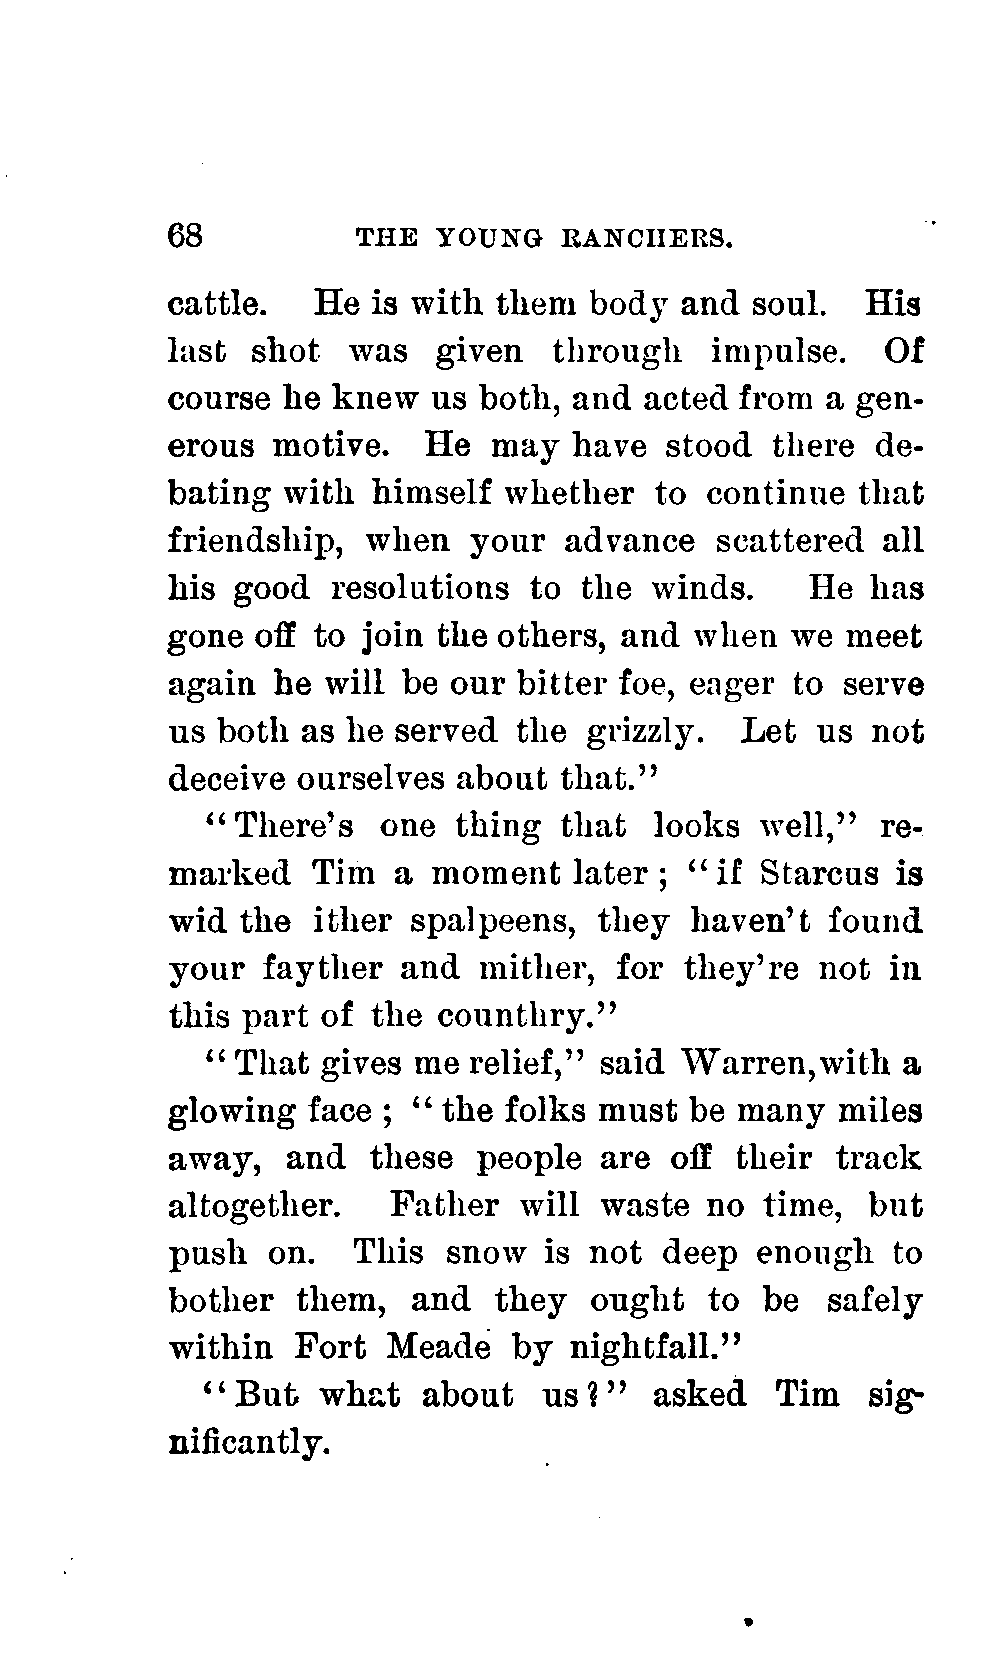 68 THE YOUNG RANCHERS.
cattle. He is with them body and soul. His
last shot was given through impulse. Of
course he knew us both, and acted from a gen-
erous motive. He may have stood there de-
bating with himself whether to continue that
friendship, when your advance scattered all
his good resolutions to the winds. He has
gone off to join the others, and when we meet
again he will be our bitter foe, eager to serve
us both as he served the grizzly. Let us not
deceive ourselves about that."
"There's one thing that looks well," re-
marked Tim a moment later; "if Starcus is
wid the ither spalpeens, they haven't found
your fayther and mither, for they're not in
this part of the counthry."
"That gives me relief," said Warren, with a
glowing face; "the folks must be many miles
away, and these people are off their track
altogether. Father will waste no time, but
push on. This snow is not deep enough to
bother them, and they ought to be safely
within Fort Meade by nightfall."
"But what about us?" asked Tim sig-
nificantly.